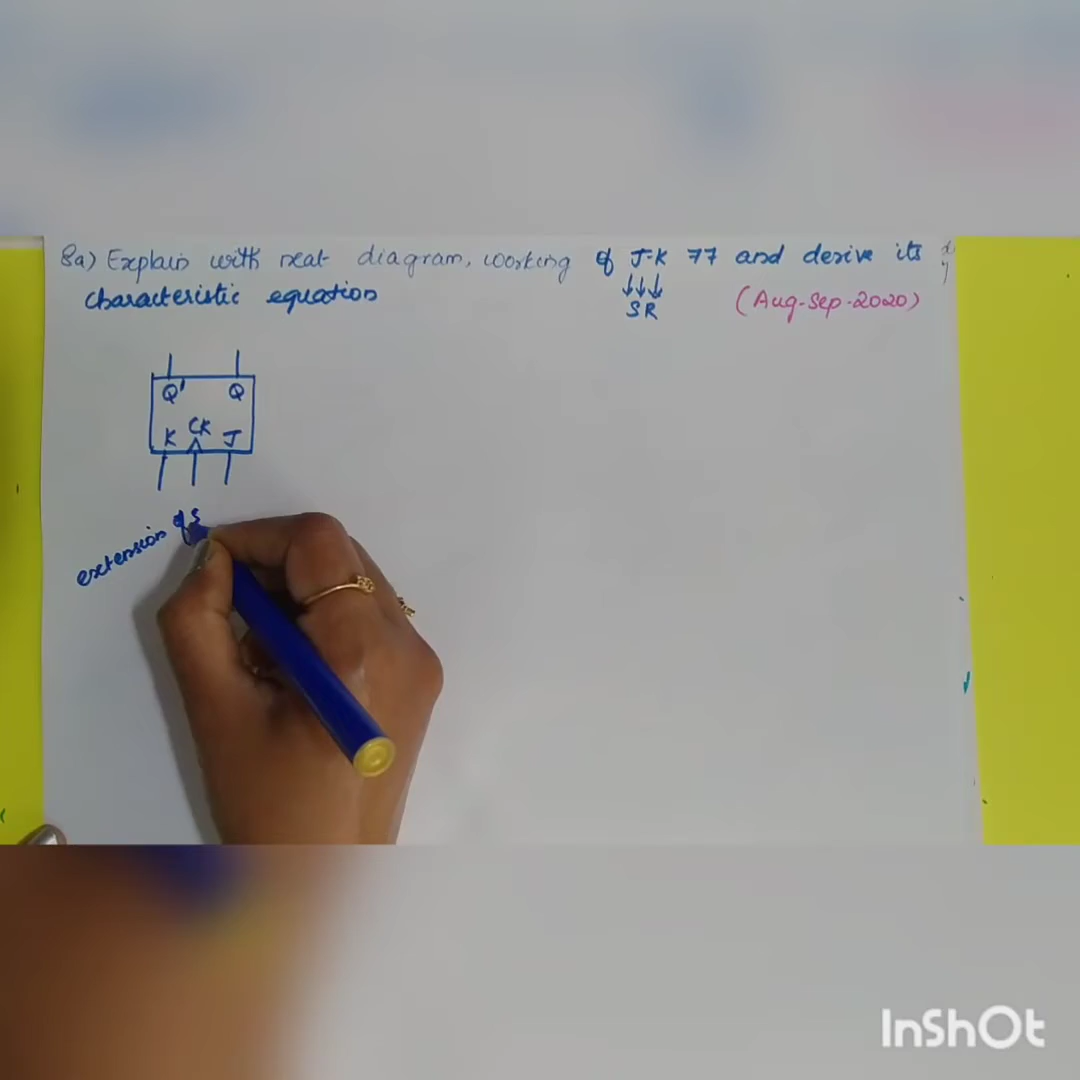 8a) Explain with neat diagram, working of J-K FF and derive its
characteristic equation
SR
(Aug-Sep-2020)
Q' Q
K CK J
extension of S
InShOt